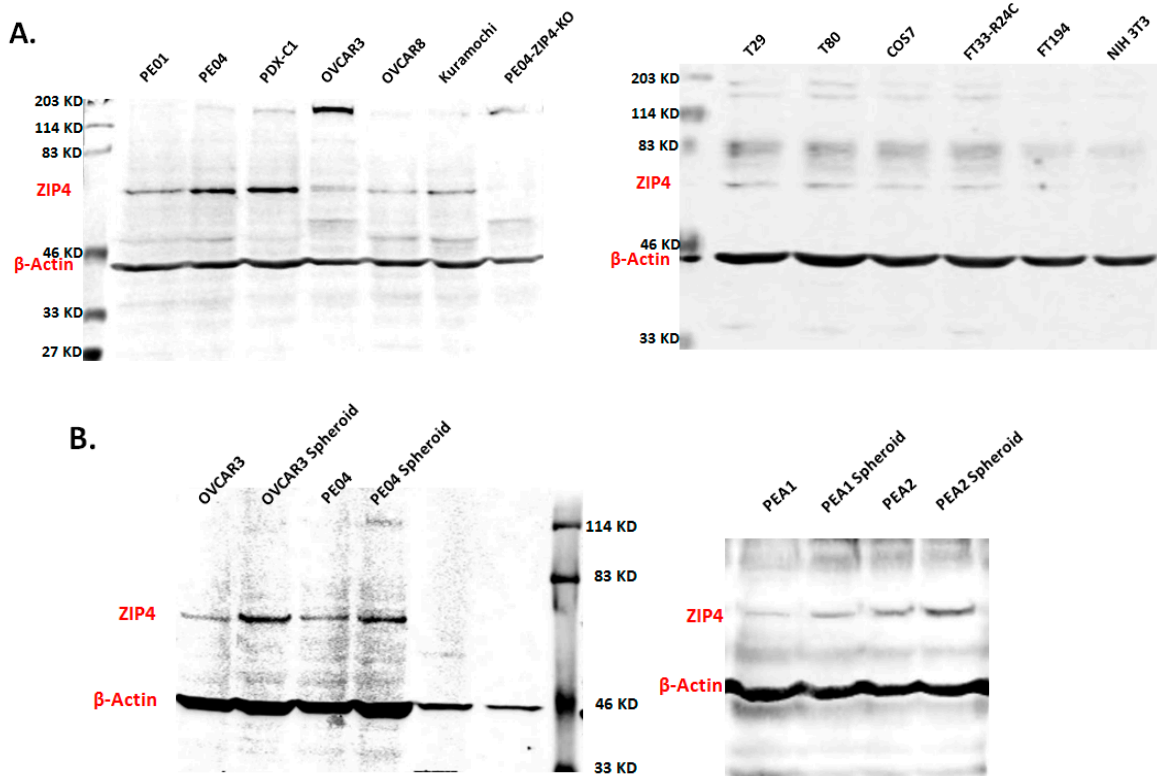 A.
PE01 PE04 PDX-C1 OVCAR3 OVCAR8 Kuramochi PE04-ZIP4-KO
203 KD
114 KD
83 KD
ZIP4
46 KD
β-Actin
33 KD
27 KD
T29 T80 COS7 FT33-R24C FT194 NIH 3T3
203 KD
114 KD
83 KD
ZIP4
46 KD
β-Actin
33 KD
B.
OVCAR3 OVCAR3 Spheroid PE04 PE04 Spheroid
114 KD
83 KD
ZIP4
β-Actin
46 KD
33 KD
PEA1 PEA1 Spheroid PEA2 PEA2 Spheroid
ZIP4
β-Actin